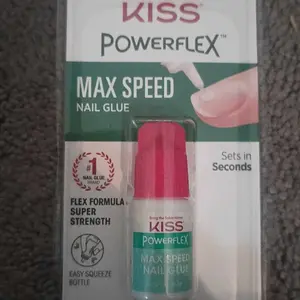 KISS
POWERFLEX™
MAX SPEED
NAIL GLUE
#1
NAIL GLUE
Sets in
Seconds
FLEX FORMULA
SUPER
STRENGTH
EASY SQUEEZE
BOTTLE
KISS
POWERFLEX
MAX SPEED
NAIL GLUE